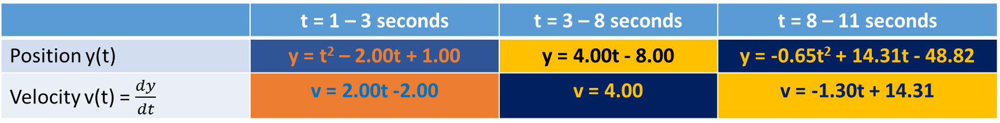 t = 1 – 3 seconds t = 3 – 8 seconds t = 8 – 11 seconds
Position y(t) y = t² – 2.00t + 1.00 y = 4.00t - 8.00 y = -0.65t² + 14.31t - 48.82
Velocity v(t) = dy/dt v = 2.00t -2.00 v = 4.00 v = -1.30t + 14.31